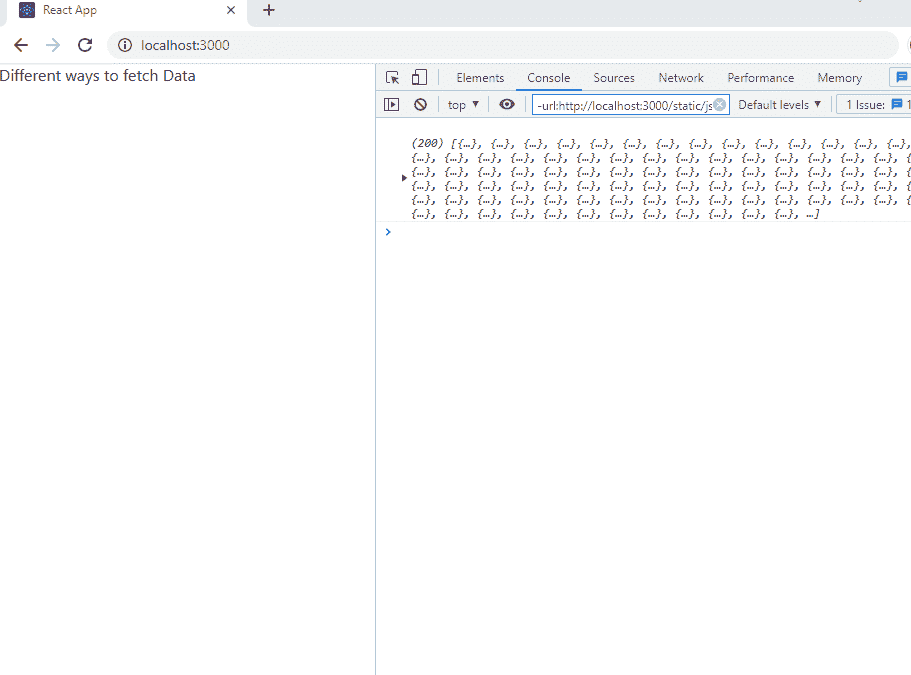 React App
localhost:3000
Different ways to fetch Data
Elements Console Sources Network Performance Memory
top ▼ -url:http://localhost:3000/static/js Default levels ▼ 1 Issue: 1
(200) [{…}, {…}, {…}, {…}, {…}, {…}, {…}, {…}, {…}, {…}, {…}, {…}, {…}, {…},
{…}, {…}, {…}, {…}, {…}, {…}, {…}, {…}, {…}, {…}, {…}, {…}, {…}, {…}, {…}, {
{…}, {…}, {…}, {…}, {…}, {…}, {…}, {…}, {…}, {…}, {…}, {…}, {…}, {…}, {…}, {
{…}, {…}, {…}, {…}, {…}, {…}, {…}, {…}, {…}, {…}, {…}, {…}, {…}, {…}, {…}, {
{…}, {…}, {…}, {…}, {…}, {…}, {…}, {…}, {…}, {…}, {…}, {…}, {…}, {…}, {…}, {
{…}, {…}, {…}, {…}, {…}, {…}, {…}, {…}, {…}, {…}, {…}, {…}, …]